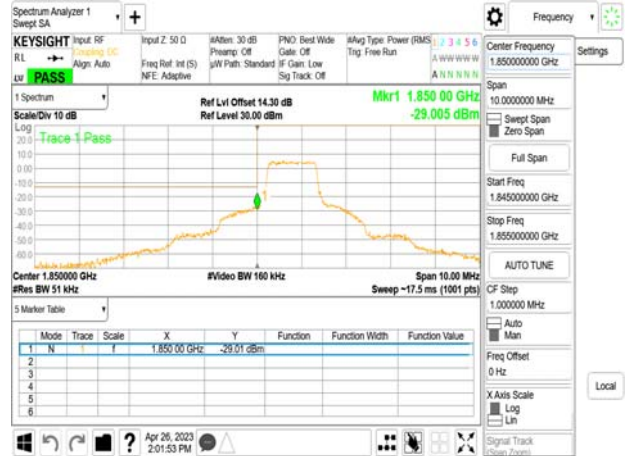 Spectrum Analyzer 1
Swept SA
KEYSIGHT Input: RF
Coupling: DC
Align: Auto
RL
LXI PASS
Input Z: 50 Ω
Freq Ref: Int (S)
NFE: Adaptive
#Atten: 30 dB
Preamp: Off
µW Path: Standard
PNO: Best Wide
Gate: Off
IF Gain: Low
Sig Track: Off
#Avg Type: Power (RMS
Trig: Free Run
1 2 3 4 5 6
A W W W W W
A N N N N N
1 Spectrum
Scale/Div 10 dB
Ref Lvl Offset 14.30 dB
Ref Level 30.00 dBm
Mkr1 1.850 00 GHz
-29.005 dBm
Log
Trace 1 Pass
20.0
10.0
0.00
-10.0
-20.0
-30.0
-40.0
-50.0
-60.0
1
Center 1.850000 GHz
#Res BW 51 kHz
#Video BW 160 kHz
Span 10.00 MHz
Sweep ~17.5 ms (1001 pts)
5 Marker Table
Mode Trace Scale X Y Function Function Width Function Value
1 N 1 f 1.850 00 GHz -29.01 dBm
2
3
4
5
6
Apr 26, 2023
2:01:53 PM
Frequency
Settings
Center Frequency
1.850000000 GHz
Span
10.0000000 MHz
Swept Span
Zero Span
Full Span
Start Freq
1.845000000 GHz
Stop Freq
1.855000000 GHz
AUTO TUNE
CF Step
1.000000 MHz
Auto
Man
Freq Offset
0 Hz
X Axis Scale
Log
Lin
Local
Signal Track
(Span Zoom)